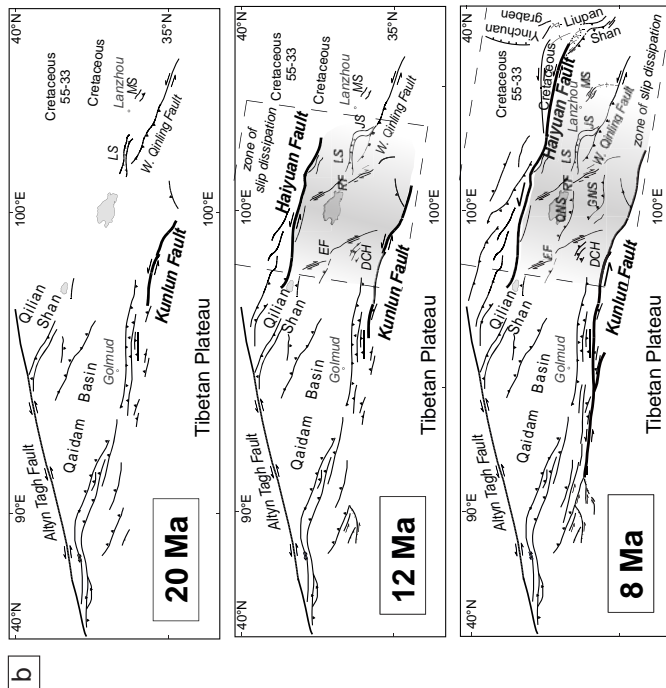 b
40°N
90°E
100°E
40°N
Altyn Tagh Fault
Qilian
Shan
Qaidam
Basin
Golmud
Cretaceous
55-33
Cretaceous
Lanzhou
MS
LS
W. Qinling Fault
35°N
Kunlun Fault
100°E
Tibetan Plateau
20 Ma
40°N
90°E
100°E
40°N
Altyn Tagh Fault
Qilian
Shan
Qaidam
Basin
Golmud
zone of
slip dissipation
Haiyuan Fault
Cretaceous
55-33
Cretaceous
Lanzhou
MS
EF
DCH
RF
LS
JS
W. Qinling Fault
35°N
Kunlun Fault
100°E
Tibetan Plateau
12 Ma
40°N
90°E
100°E
40°N
Altyn Tagh Fault
Qilian
Shan
Qaidam
Basin
Golmud
Yinchuan
graben
Liupan
Shan
Cretaceous
55-33
Cretaceous
Haiyuan Fault
Lanzhou
MS
EF
DCH
QNS
GNS
RF
LS
JS
W. Qinling Fault
zone of slip dissipation
Kunlun Fault
100°E
Tibetan Plateau
8 Ma